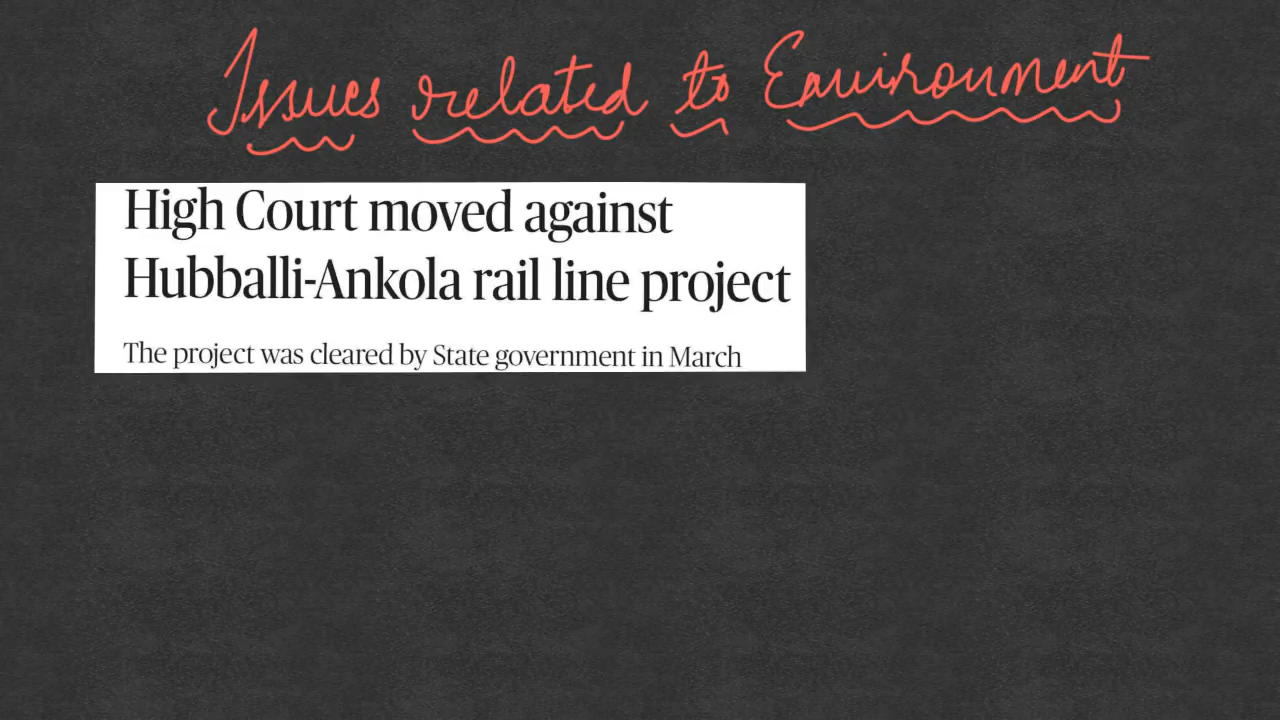 Issues related to Environment
High Court moved against
Hubballi-Ankola rail line project
The project was cleared by State government in March